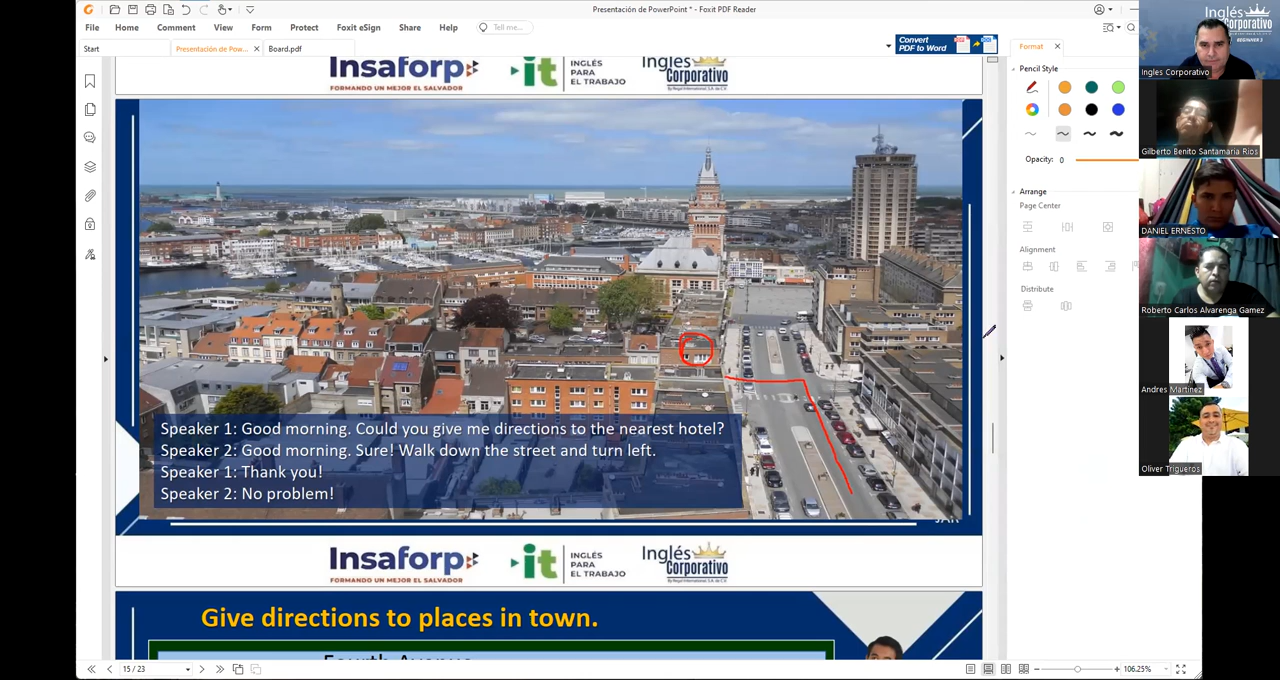 Presentación de PowerPoint * - Foxit PDF Reader
File Home Comment View Form Protect Foxit eSign Share Help Tell me...
Start Presentación de Pow... Board.pdf
Convert PDF to Word
Format
Pencil Style
Opacity: 0
Arrange
Page Center
Alignment
Distribute
Insaforp
FORMANDO UN MEJOR EL SALVADOR
it
INGLÉS
PARA
EL TRABAJO
Inglés
Corporativo
Speaker 1: Good morning. Could you give me directions to the nearest hotel?
Speaker 2: Good morning. Sure! Walk down the street and turn left.
Speaker 1: Thank you!
Speaker 2: No problem!
Insaforp
FORMANDO UN MEJOR EL SALVADOR
it
INGLÉS
PARA
EL TRABAJO
Inglés
Corporativo
Give directions to places in town.
Fourth Avenue
15 / 23
106.25%
Inglés
Corporativo
Ingles Corporativo
Gilberto Benito Santamaria Rios
DANIEL ERNESTO
Roberto Carlos Alvarenga Gamez
Andres Martinez
Oliver Trigueros